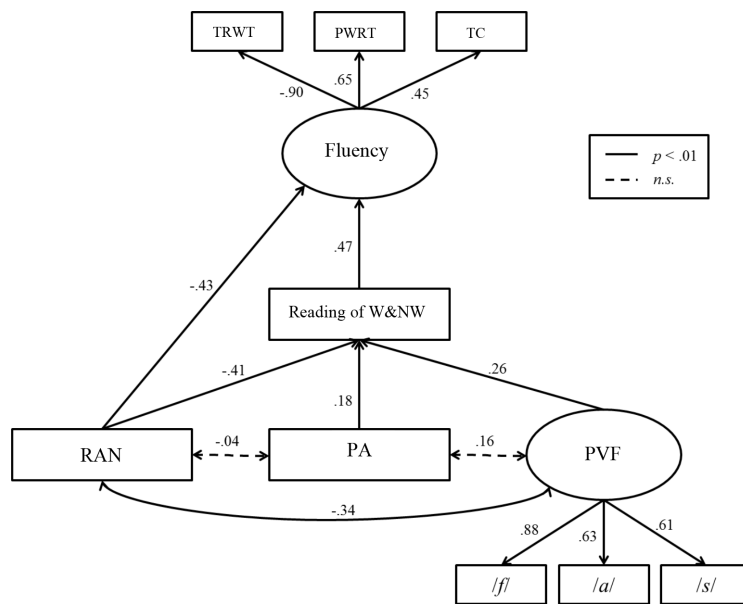 TRWT
PWRT
TC
-.90
.65
.45
Fluency
p < .01
n.s.
-.43
.47
Reading of W&NW
-.41
.18
.26
RAN
-.04
PA
.16
PVF
-.34
.88
.63
.61
/f/
/a/
/s/